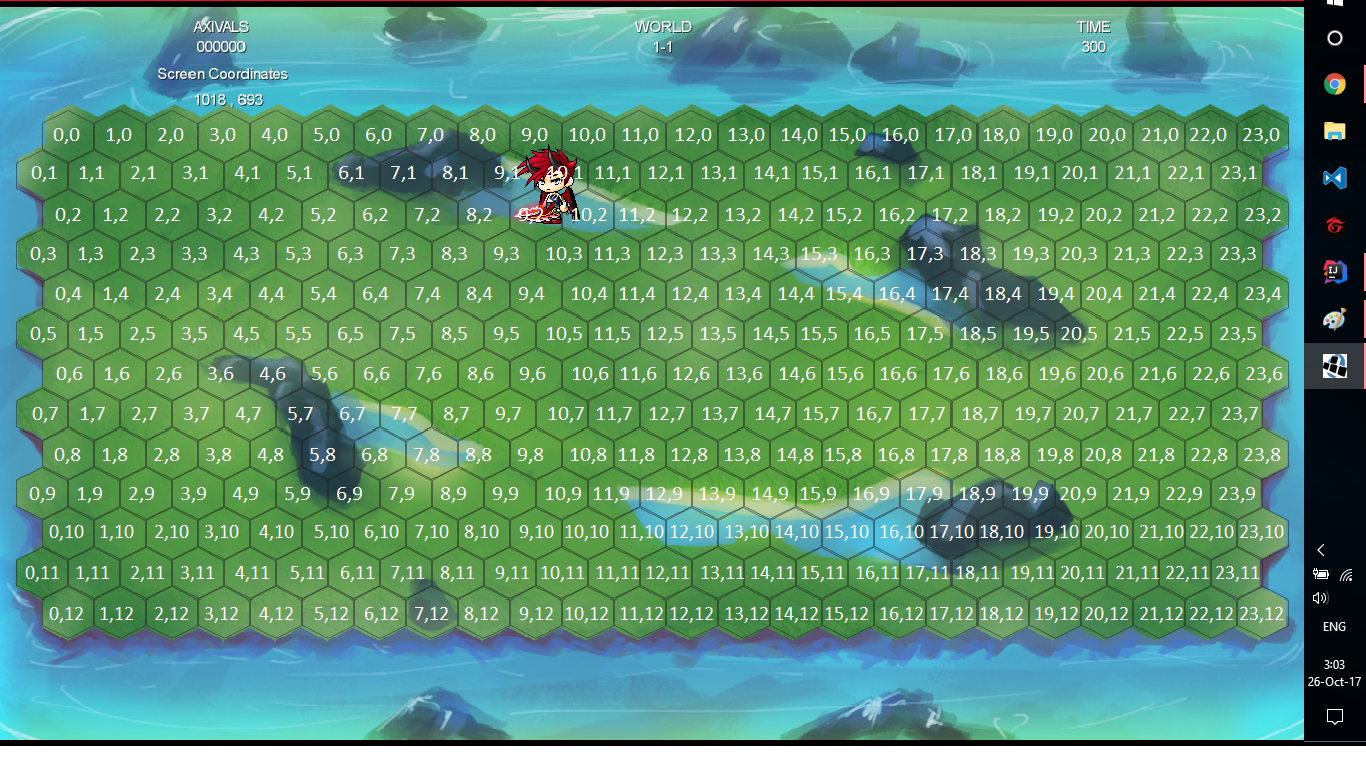 AXIVALS WORLD TIME
000000 1-1 300
Screen Coordinates
1018 , 693
0,0 1,0 2,0 3,0 4,0 5,0 6,0 7,0 8,0 9,0 10,0 11,0 12,0 13,0 14,0 15,0 16,0 17,0 18,0 19,0 20,0 21,0 22,0 23,0
0,1 1,1 2,1 3,1 4,1 5,1 6,1 7,1 8,1 9,1 10,1 11,1 12,1 13,1 14,1 15,1 16,1 17,1 18,1 19,1 20,1 21,1 22,1 23,1
0,2 1,2 2,2 3,2 4,2 5,2 6,2 7,2 8,2 10,2 11,2 12,2 13,2 14,2 15,2 16,2 17,2 18,2 19,2 20,2 21,2 22,2 23,2
0,3 1,3 2,3 3,3 4,3 5,3 6,3 7,3 8,3 9,3 10,3 11,3 12,3 13,3 14,3 15,3 16,3 17,3 18,3 19,3 20,3 21,3 22,3 23,3
0,4 1,4 2,4 3,4 4,4 5,4 6,4 7,4 8,4 9,4 10,4 11,4 12,4 13,4 14,4 15,4 16,4 17,4 18,4 19,4 20,4 21,4 22,4 23,4
0,5 1,5 2,5 3,5 4,5 5,5 6,5 7,5 8,5 9,5 10,5 11,5 12,5 13,5 14,5 15,5 16,5 17,5 18,5 19,5 20,5 21,5 22,5 23,5
0,6 1,6 2,6 3,6 4,6 5,6 6,6 7,6 8,6 9,6 10,6 11,6 12,6 13,6 14,6 15,6 16,6 17,6 18,6 19,6 20,6 21,6 22,6 23,6
0,7 1,7 2,7 3,7 4,7 5,7 6,7 7,7 8,7 9,7 10,7 11,7 12,7 13,7 14,7 15,7 16,7 17,7 18,7 19,7 20,7 21,7 22,7 23,7
0,8 1,8 2,8 3,8 4,8 5,8 6,8 7,8 8,8 9,8 10,8 11,8 12,8 13,8 14,8 15,8 16,8 17,8 18,8 19,8 20,8 21,8 22,8 23,8
0,9 1,9 2,9 3,9 4,9 5,9 6,9 7,9 8,9 9,9 10,9 11,9 12,9 13,9 14,9 15,9 16,9 17,9 18,9 19,9 20,9 21,9 22,9 23,9
0,10 1,10 2,10 3,10 4,10 5,10 6,10 7,10 8,10 9,10 10,10 11,10 12,10 13,10 14,10 15,10 16,10 17,10 18,10 19,10 20,10 21,10 22,10 23,10
0,11 1,11 2,11 3,11 4,11 5,11 6,11 7,11 8,11 9,11 10,11 11,11 12,11 13,11 14,11 15,11 16,11 17,11 18,11 19,11 20,11 21,11 22,11 23,11
0,12 1,12 2,12 3,12 4,12 5,12 6,12 7,12 8,12 9,12 10,12 11,12 12,12 13,12 14,12 15,12 16,12 17,12 18,12 19,12 20,12 21,12 22,12 23,12
IJ
ENG
3:03
26-Oct-17